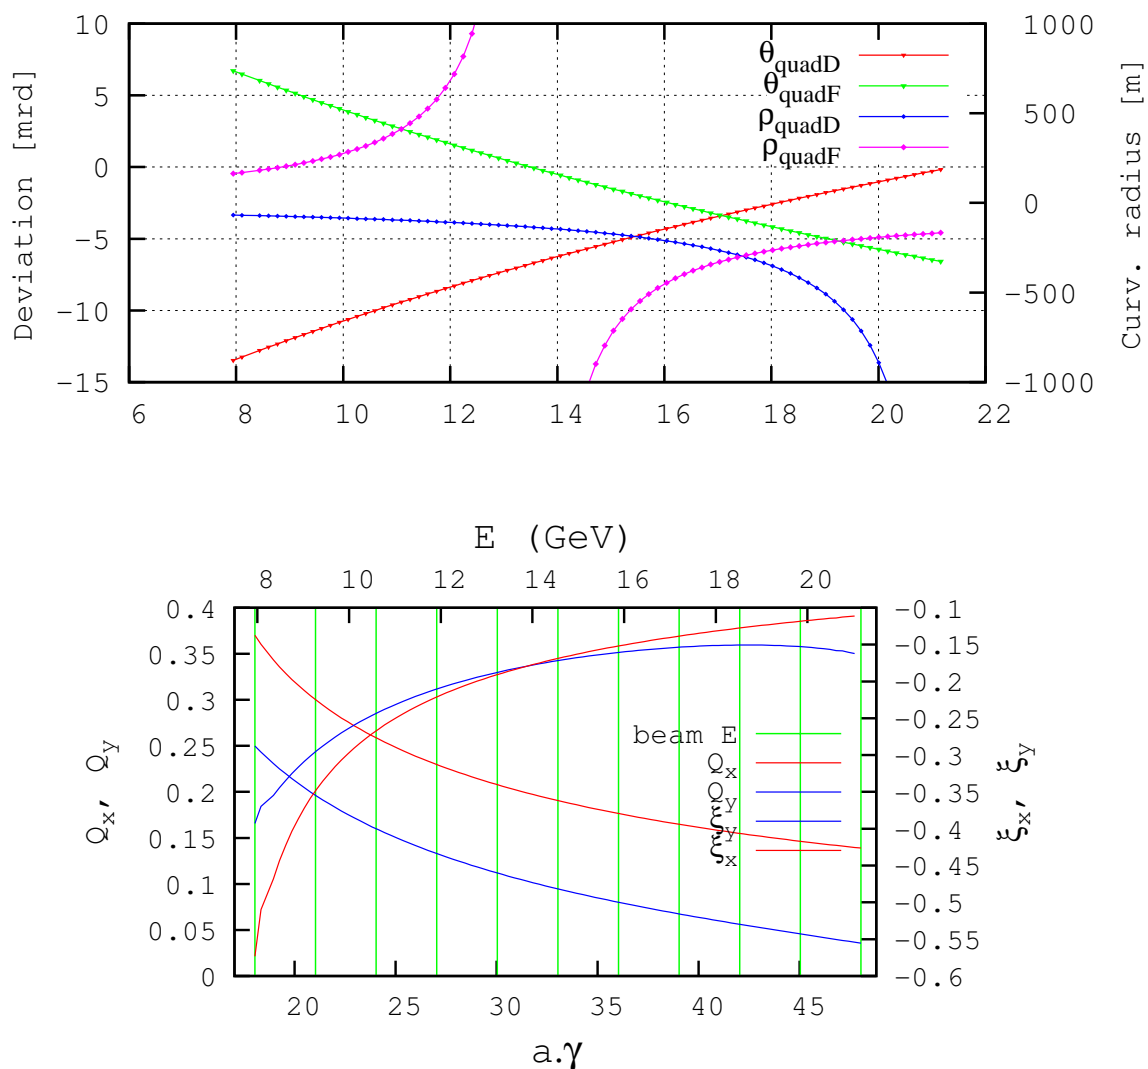 10 1000
θquadD
θquadF
ρquadD
ρquadF
5 500
0 0
−5 −500
−10
−15 −1000
Deviation [mrd]
Curv. radius [m]
6 8 10 12 14 16 18 20 22
E (GeV)
8 10 12 13 14 16 18 20
0.4 −0.1
0.35 −0.15
0.3 −0.2
−0.25
0.25 −0.3
0.2 −0.35
0.15 −0.4
−0.45
0.1 −0.5
0.05 −0.55
0 −0.6
Qx, Qy
ξx, ξy
beam E
Qx
Qy
ξy
ξx
20 25 30 35 40 45
a.γ